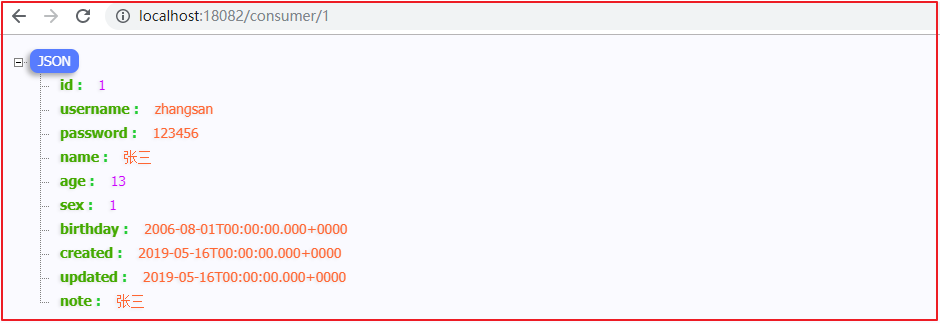 localhost:18082/consumer/1
JSON
id : 1
username : zhangsan
password : 123456
name : 张三
age : 13
sex : 1
birthday : 2006-08-01T00:00:00.000+0000
created : 2019-05-16T00:00:00.000+0000
updated : 2019-05-16T00:00:00.000+0000
note : 张三